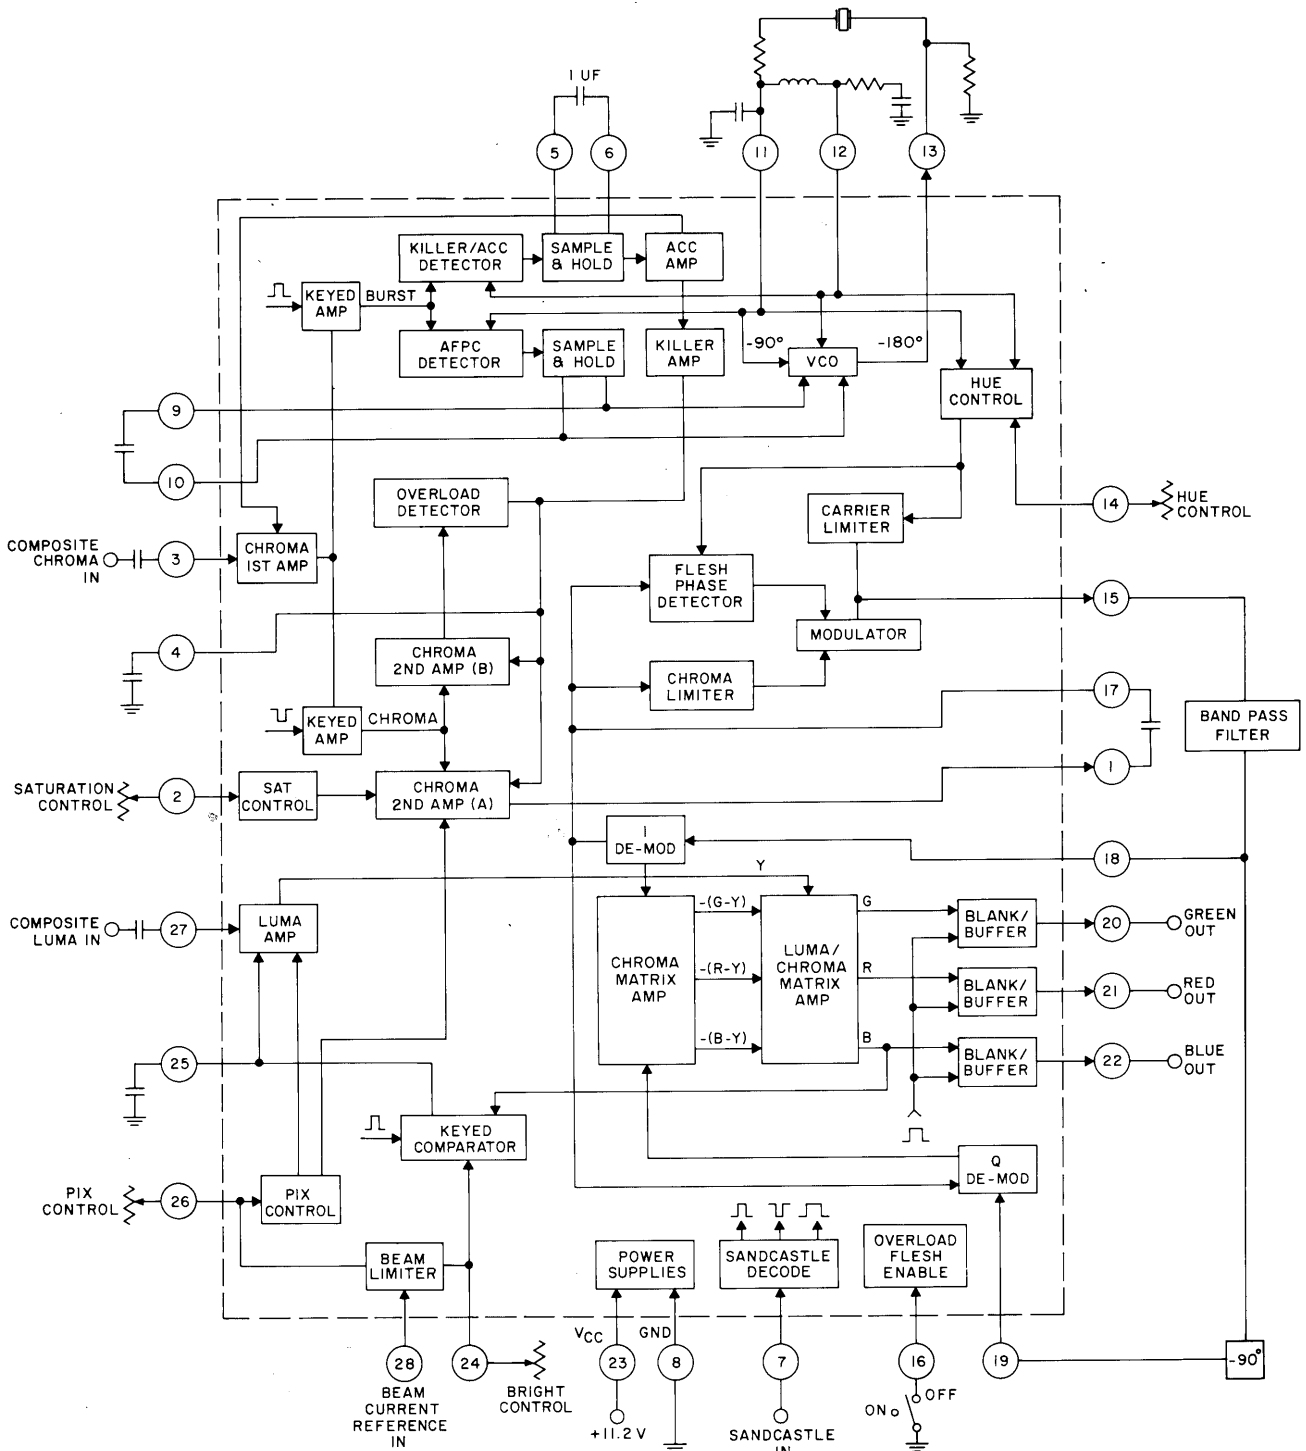 1 UF
5
6
11
12
13
KILLER/ACC
DETECTOR
SAMPLE
& HOLD
ACC
AMP
KEYED
AMP
BURST
AFPC
DETECTOR
SAMPLE
& HOLD
KILLER
AMP
-90°
VCO
-180°
HUE
CONTROL
9
10
OVERLOAD
DETECTOR
CARRIER
LIMITER
14
HUE
CONTROL
COMPOSITE
CHROMA
IN
3
CHROMA
1ST AMP
FLESH
PHASE
DETECTOR
15
MODULATOR
4
CHROMA
2ND AMP (B)
CHROMA
LIMITER
17
KEYED
AMP
CHROMA
BAND PASS
FILTER
1
SATURATION
CONTROL
2
SAT
CONTROL
CHROMA
2ND AMP (A)
I
DE-MOD
18
Y
COMPOSITE
LUMA IN
27
LUMA
AMP
CHROMA
MATRIX
AMP
-(G-Y)
-(R-Y)
-(B-Y)
LUMA/
CHROMA
MATRIX
AMP
G
R
B
BLANK/
BUFFER
20
GREEN
OUT
BLANK/
BUFFER
21
RED
OUT
BLANK/
BUFFER
22
BLUE
OUT
25
KEYED
COMPARATOR
Q
DE-MOD
PIX
CONTROL
26
PIX
CONTROL
BEAM
LIMITER
POWER
SUPPLIES
SANDCASTLE
DECODE
OVERLOAD
FLESH
ENABLE
VCC
GND
28
24
23
8
7
16
19
-90°
BEAM
CURRENT
REFERENCE
IN
BRIGHT
CONTROL
+11.2V
SANDCASTLE
IN
ON
OFF